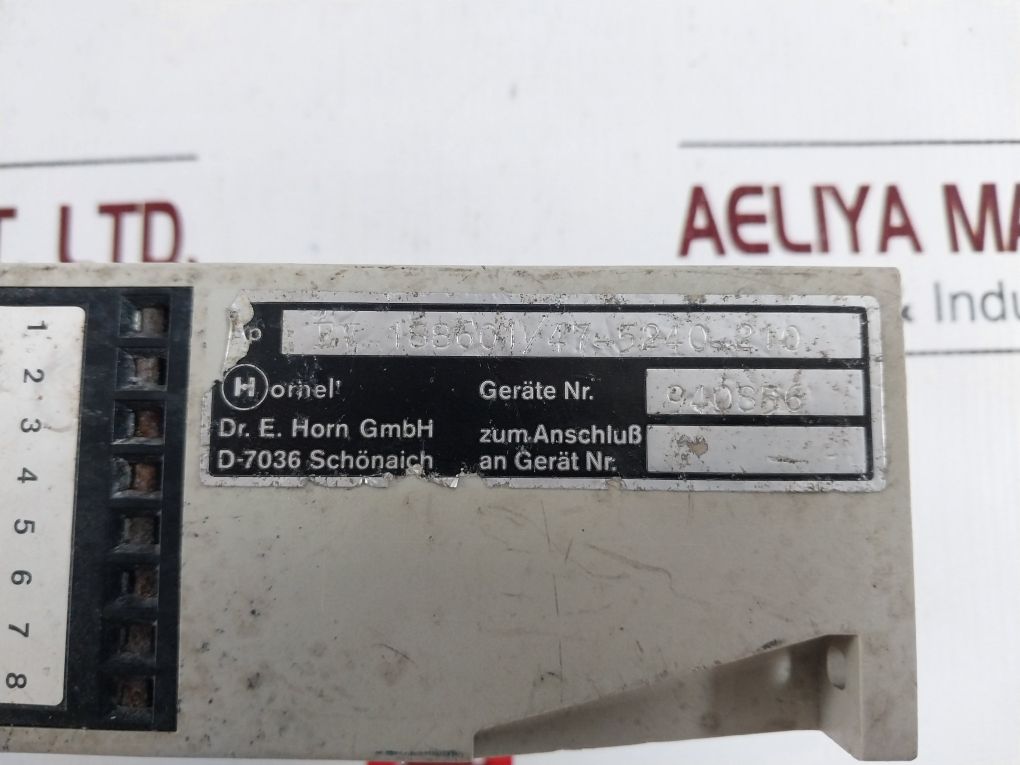 T LTD.
AELIYA MA
& Indu
Hornel
Geräte Nr.
Dr. E. Horn GmbH
zum Anschluß
D-7036 Schönaich
an Gerät Nr.
1
2
3
4
5
6
7
8